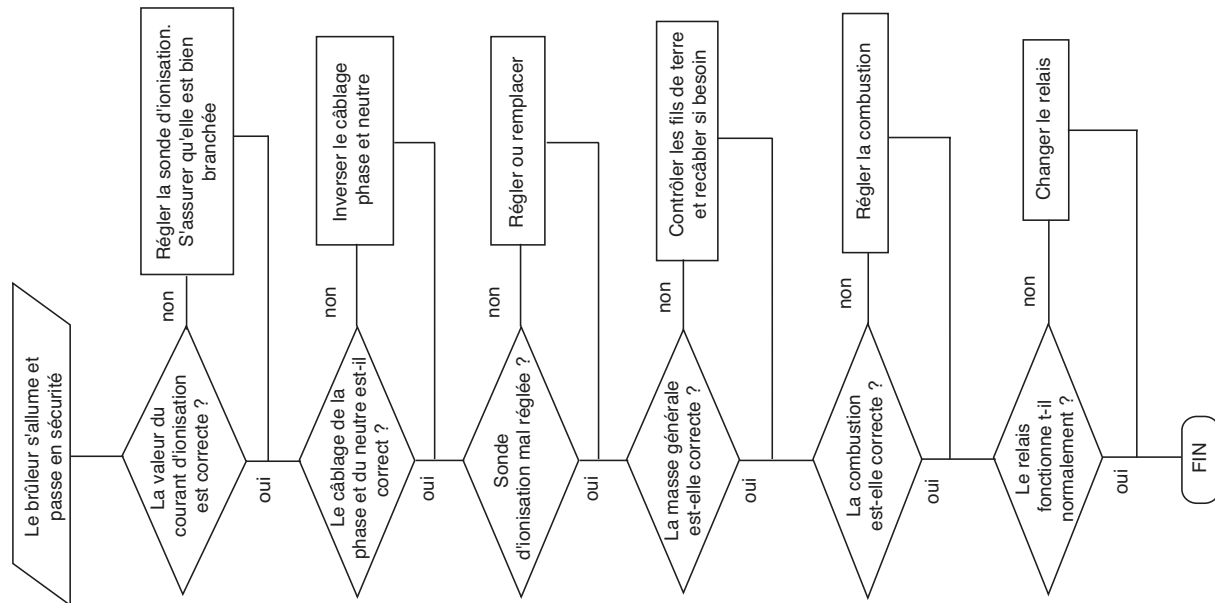 Le brûleur s'allume et
passe en sécurité
La valeur du
courant d'ionisation
est correcte ?
non
Régler la sonde d'ionisation.
S'assurer qu'elle est bien
branchée
oui
Le câblage de la
phase et du neutre est-il
correct ?
non
Inverser le câblage
phase et neutre
oui
Sonde
d'ionisation mal réglée ?
non
Régler ou remplacer
oui
La masse générale
est-elle correcte ?
non
Contrôler les fils de terre
et recâbler si besoin
oui
La combustion
est-elle correcte ?
non
Régler la combustion
oui
Le relais
fonctionne t-il
normalement ?
non
Changer le relais
oui
FIN